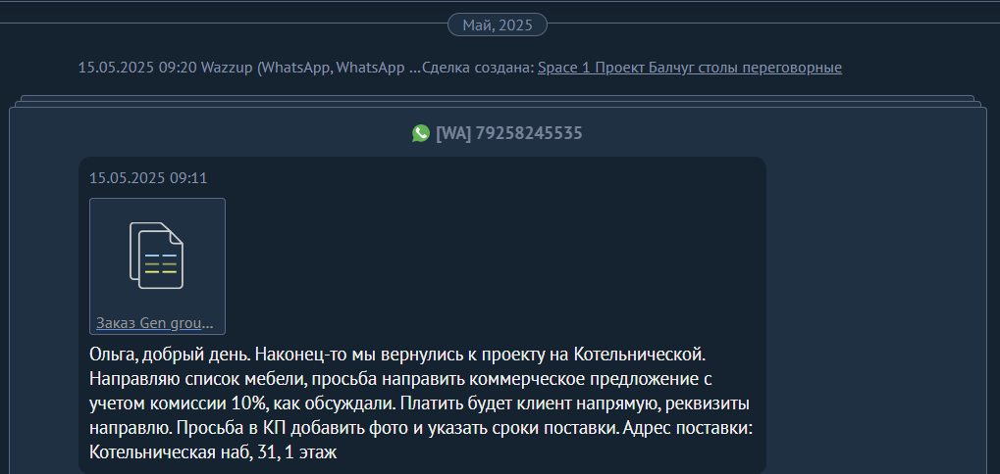 Май, 2025
15.05.2025 09:20 Wazzup (WhatsApp, WhatsApp ...Сделка создана: Space 1 Проект Балчуг столы переговорные
[WA] 79258245535
15.05.2025 09:11
Заказ Gen grou...
Ольга, добрый день. Наконец-то мы вернулись к проекту на Котельнической.
Направляю список мебели, просьба направить коммерческое предложение с
учетом комиссии 10%, как обсуждали. Платить будет клиент напрямую, реквизиты
направлю. Просьба в КП добавить фото и указать сроки поставки. Адрес поставки:
Котельническая наб, 31, 1 этаж